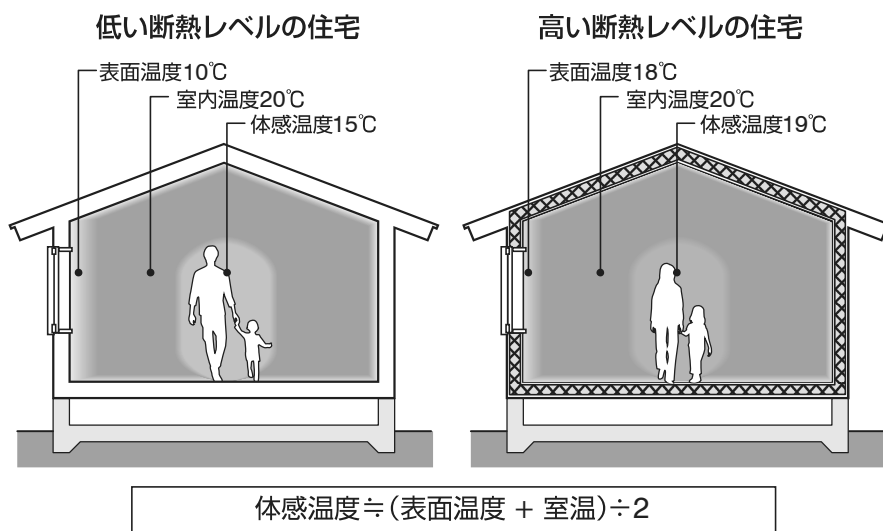 低い断熱レベルの住宅
表面温度10℃
室内温度20℃
体感温度15℃
高い断熱レベルの住宅
表面温度18℃
室内温度20℃
体感温度19℃
体感温度≒(表面温度 + 室温)÷2